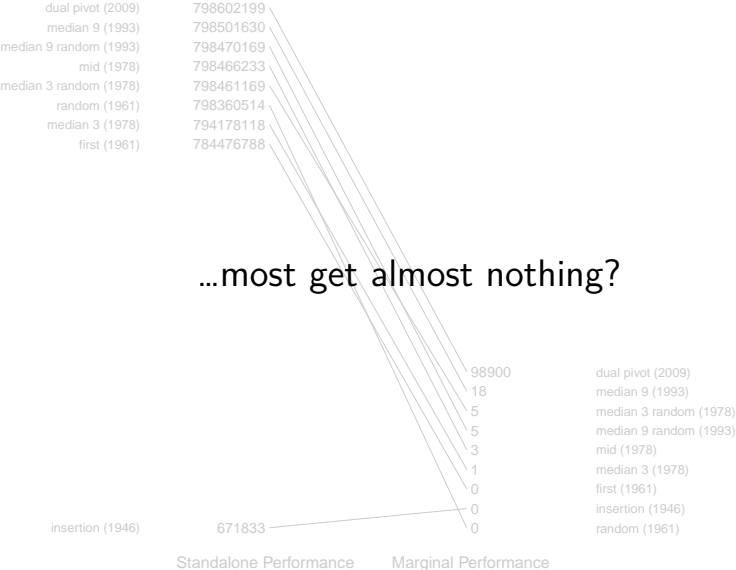 dual pivot (2009) 798602199
median 9 (1993) 798501630
median 9 random (1993) 798470169
mid (1978) 798466233
median 3 random (1978) 798461169
random (1961) 798360514
median 3 (1978) 794178118
first (1961) 784476788
…most get almost nothing?
98900 dual pivot (2009)
18 median 9 (1993)
5 median 3 random (1978)
5 median 9 random (1993)
3 mid (1978)
1 median 3 (1978)
0 first (1961)
0 insertion (1946)
insertion (1946) 671833 0 random (1961)
Standalone Performance Marginal Performance